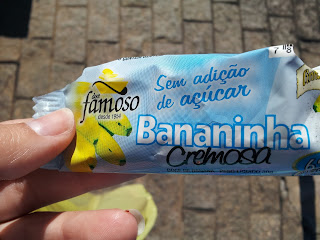 famoso
desde 1954
Sem adição
de açúcar
Bananinha
Cremosa